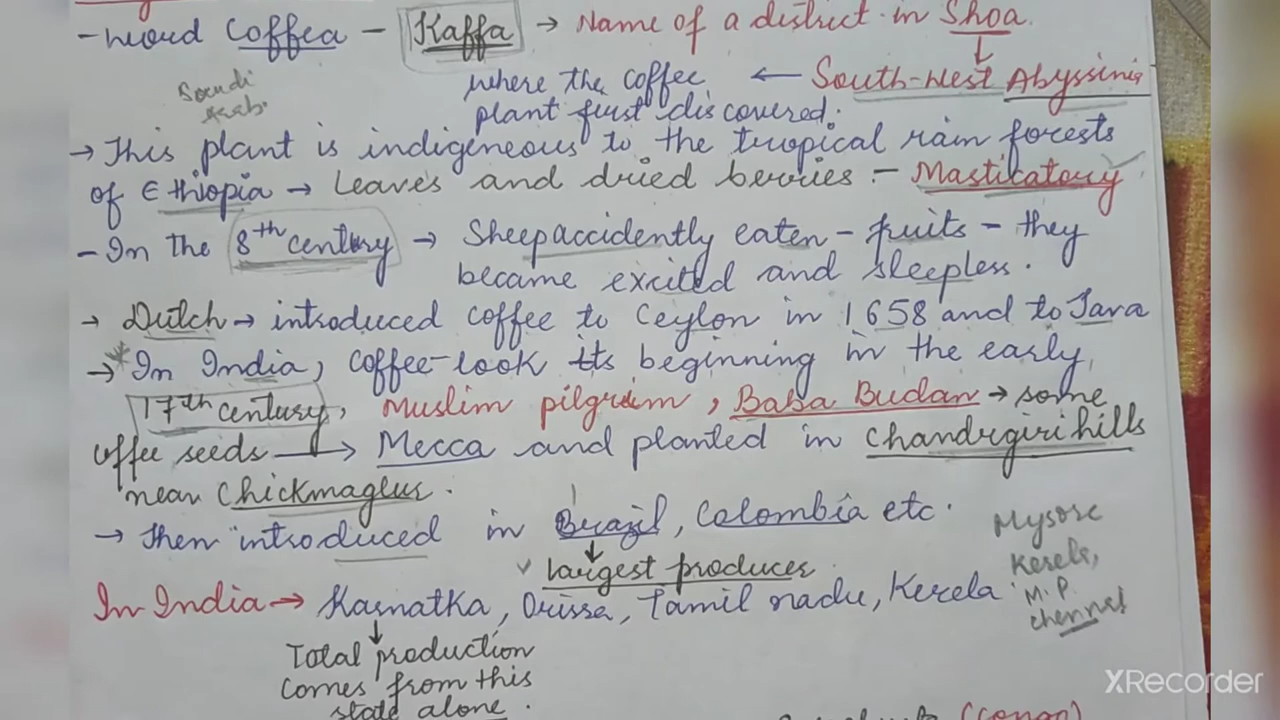 - word Coffea - Kaffa → Name of a district in Shoa.
↓
where the coffee ← South-West Abyssinia
Saudi
Arab.
plant first discovered.
→ This plant is indigeneous to the tropical rain forests
of Ethiopia → Leaves and dried berries - Masticatory
- In the 8th century → Sheep accidently eaten - fruits - they
became excited and sleepless.
→ Dutch → introduced coffee to Ceylon in 1658 and to Java
→ * In India, coffee-took its beginning in the early
17th century, Muslim pilgrim, Baba Budan → some
coffee seeds → Mecca and planted in Chandrgiri hills
near Chickmaglur.
→ Then introduced in Brazil, Colombia etc.
↓
largest producer
Mysore
Kerela,
M.P.
chennai
In India → Karnatka, Orissa, Tamil nadu, Kerela
↓
Total production
comes from this
state alone.
(congo)
XRecorder